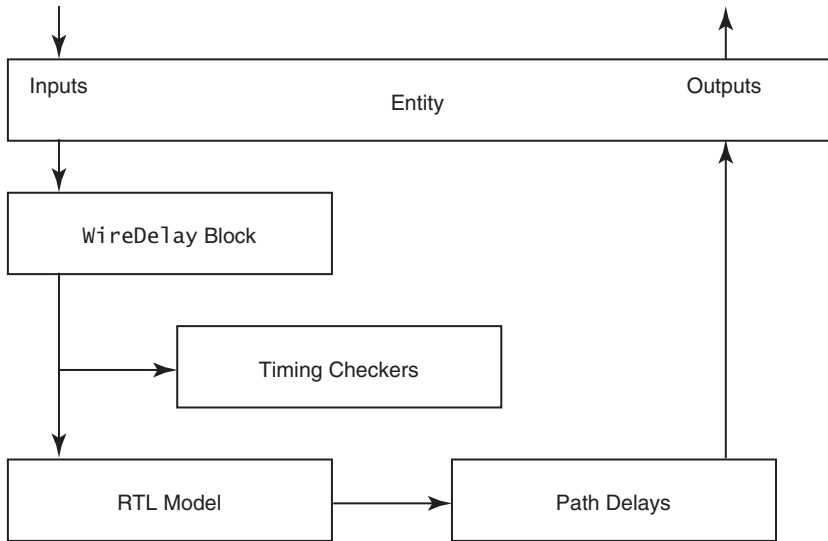 Inputs
Outputs
Entity
WireDelay Block
Timing Checkers
RTL Model
Path Delays